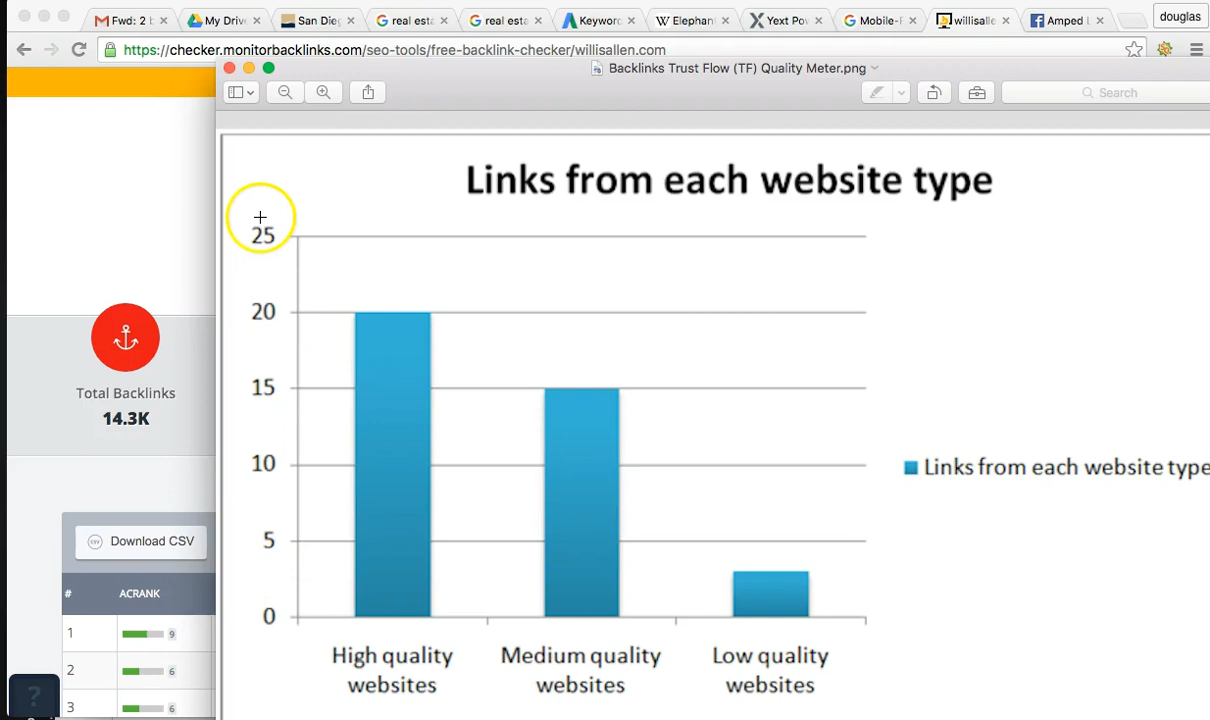 Fwd: 2 b
My Drive
San Die
real esta
real esta
Keyword
Elephan
Yext Po
Mobile-F
willisalle
Amped L
douglas
https://checker.monitorbacklinks.com/seo-tools/free-backlink-checker/willisallen.com
Backlinks Trust Flow (TF) Quality Meter.png
Search
Links from each website type
25
20
15
10
5
0
High quality websites
Medium quality websites
Low quality websites
Links from each website type
Total Backlinks
14.3K
CSV
Download CSV
# ACRANK
1 9
2 6
3 6
?